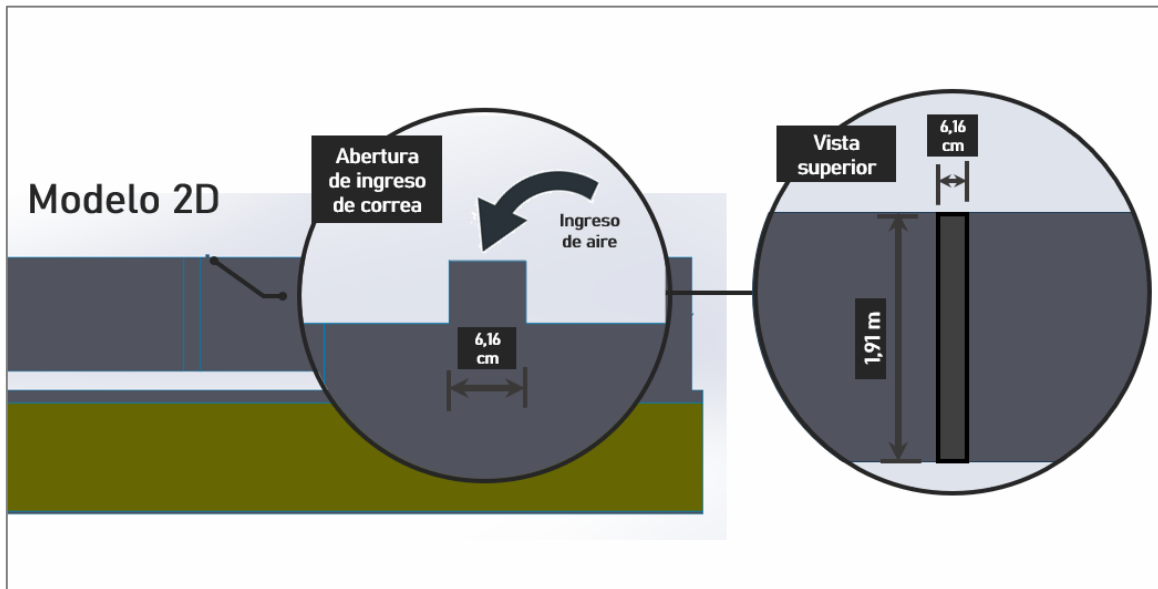 Modelo 2D
Abertura
de ingreso
de correa
Ingreso
de aire
6,16
cm
Vista
superior
6,16
cm
1,91 m